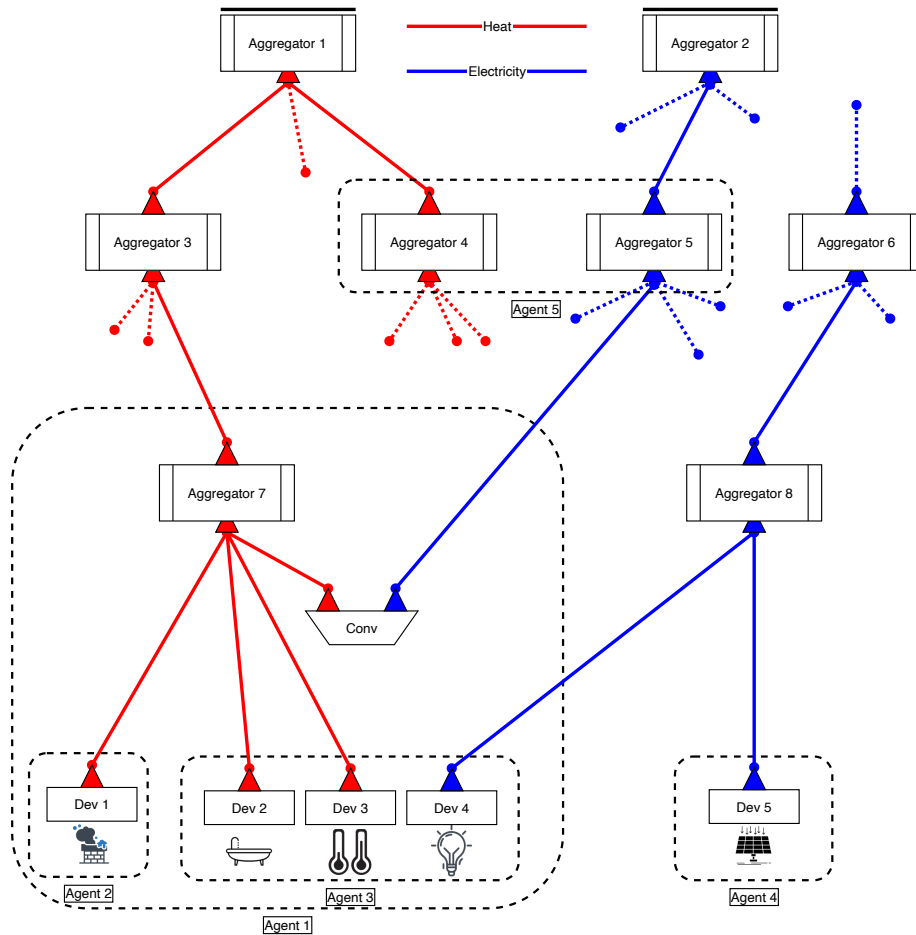 Aggregator 1
Heat
Aggregator 2
Electricity
Aggregator 3
Aggregator 4
Aggregator 5
Aggregator 6
Agent 5
Aggregator 7
Aggregator 8
Conv
Dev 1
Dev 2
Dev 3
Dev 4
Dev 5
Agent 2
Agent 3
Agent 4
Agent 1